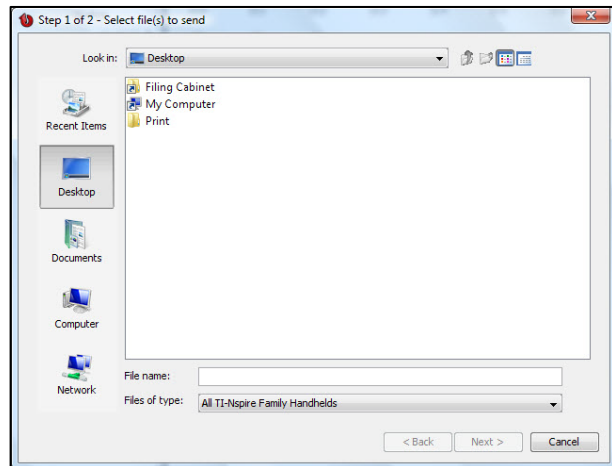 Step 1 of 2 - Select file(s) to send
Look in: Desktop
Filing Cabinet
My Computer
Print
Recent Items
Desktop
Documents
Computer
Network
File name:
Files of type: All TI-Nspire Family Handhelds
< Back Next > Cancel